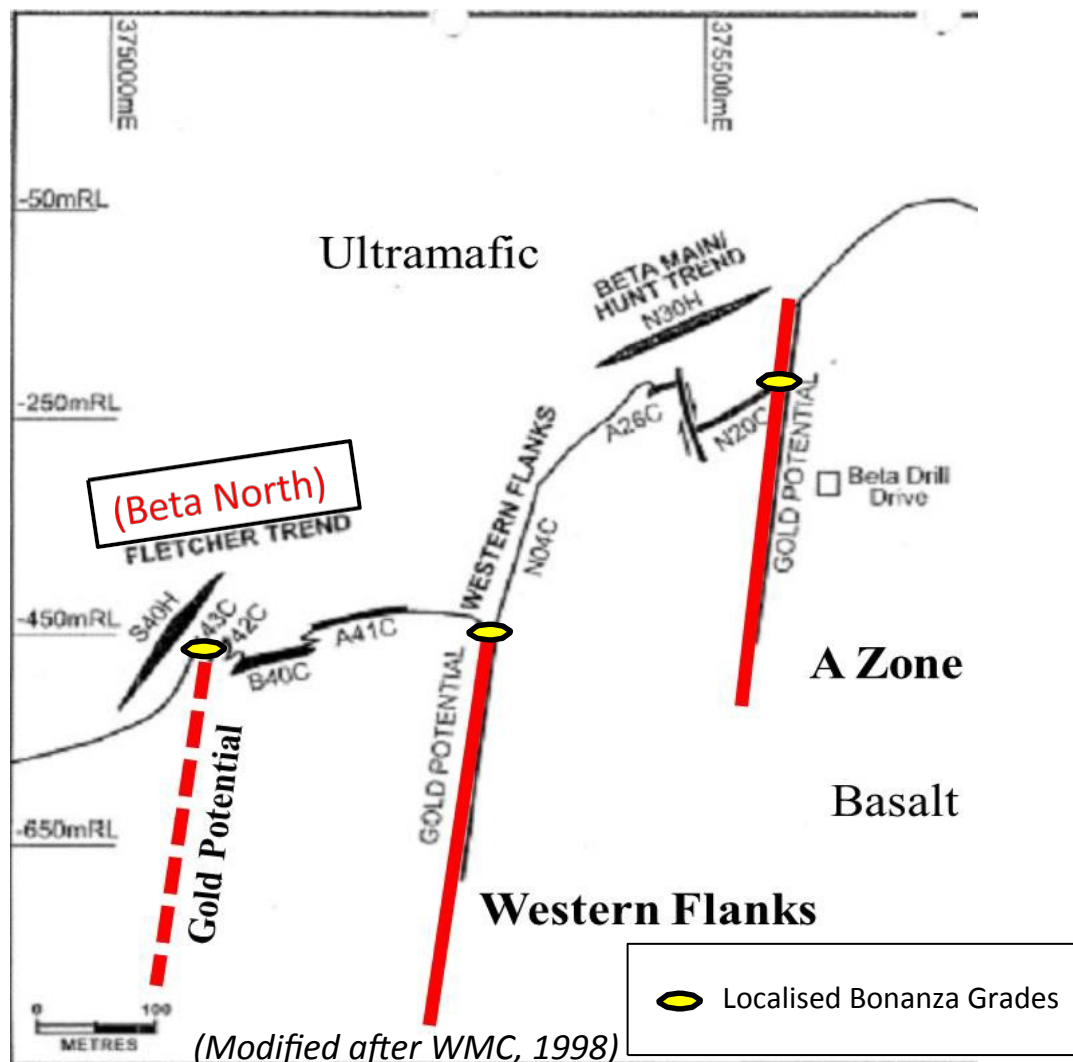 375000mE
375500mE
-50mRL
Ultramafic
BETA MAIN/
HUNT TREND
N30H
-250mRL
A26C
N20C
GOLD POTENTIAL
Beta Drill
Drive
WESTERN FLANKS
N04C
(Beta North)
FLETCHER TREND
S40H
-450mRL
43C
42C
B40C
A41C
GOLD POTENTIAL
A Zone
Gold Potential
Basalt
-650mRL
Western Flanks
0 100
METRES
(Modified after WMC, 1998)
Localised Bonanza Grades